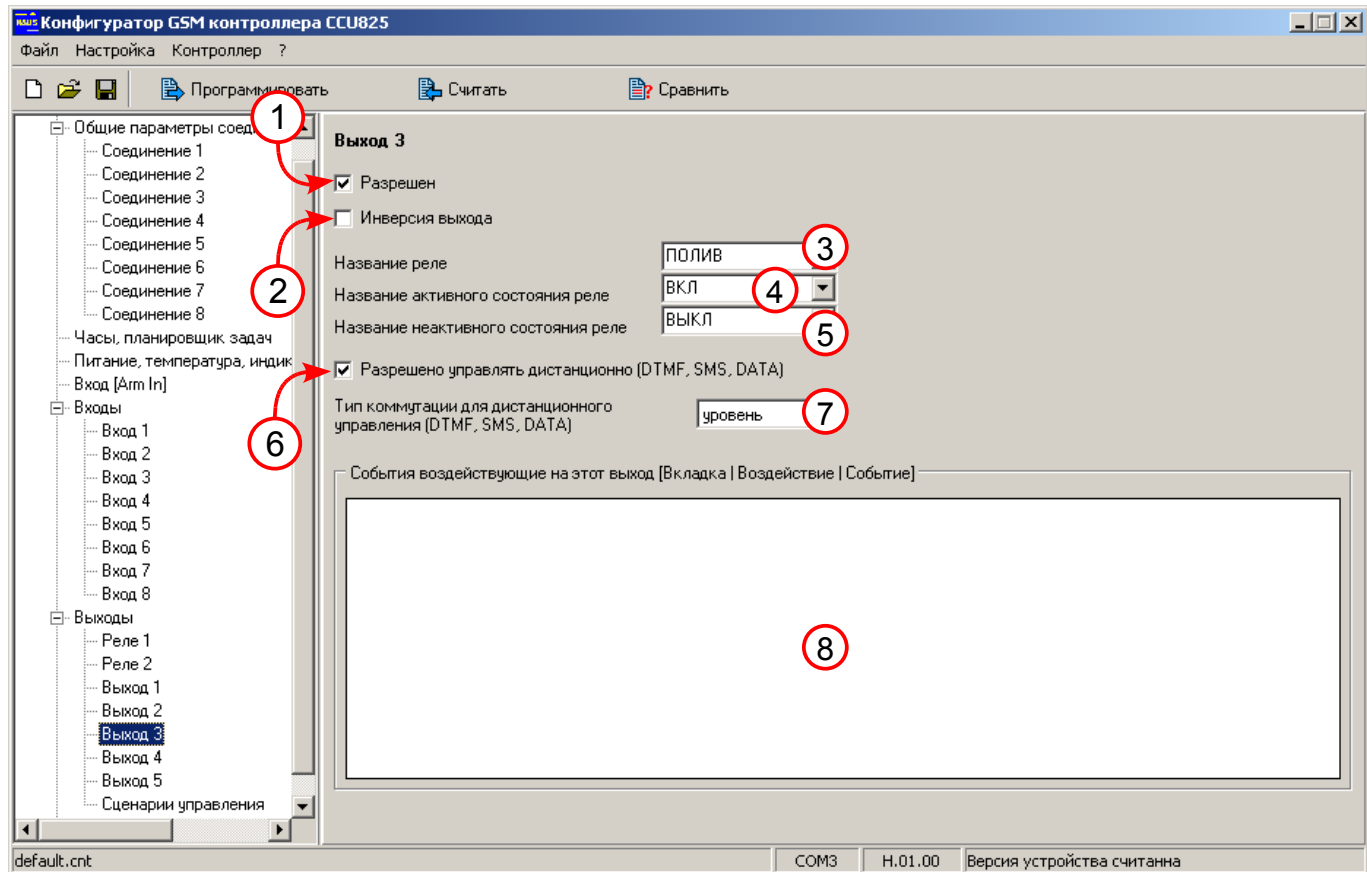 Конфигуратор GSM контроллера CCU825
Файл Настройка Контроллер ?
Программировать Считать Сравнить
1
Общие параметры соеди
Соединение 1
Соединение 2
Соединение 3
Соединение 4
Соединение 5
Соединение 6
Соединение 7
Соединение 8
Часы, планировщик задач
Питание, температура, индик
Вход [Arm In]
Входы
Вход 1
Вход 2
Вход 3
Вход 4
Вход 5
Вход 6
Вход 7
Вход 8
Выходы
Реле 1
Реле 2
Выход 1
Выход 2
Выход 3
Выход 4
Выход 5
Сценарии управления
Выход 3
Разрешен
Инверсия выхода
2
Название реле ПОЛИВ 3
Название активного состояния реле ВКЛ 4
Название неактивного состояния реле ВЫКЛ 5
Разрешено управлять дистанционно (DTMF, SMS, DATA)
6
Тип коммутации для дистанционного
управления (DTMF, SMS, DATA) уровень 7
События воздействующие на этот выход [Вкладка | Воздействие | Событие]
8
default.cnt COM3 H.01.00 Версия устройства считанна